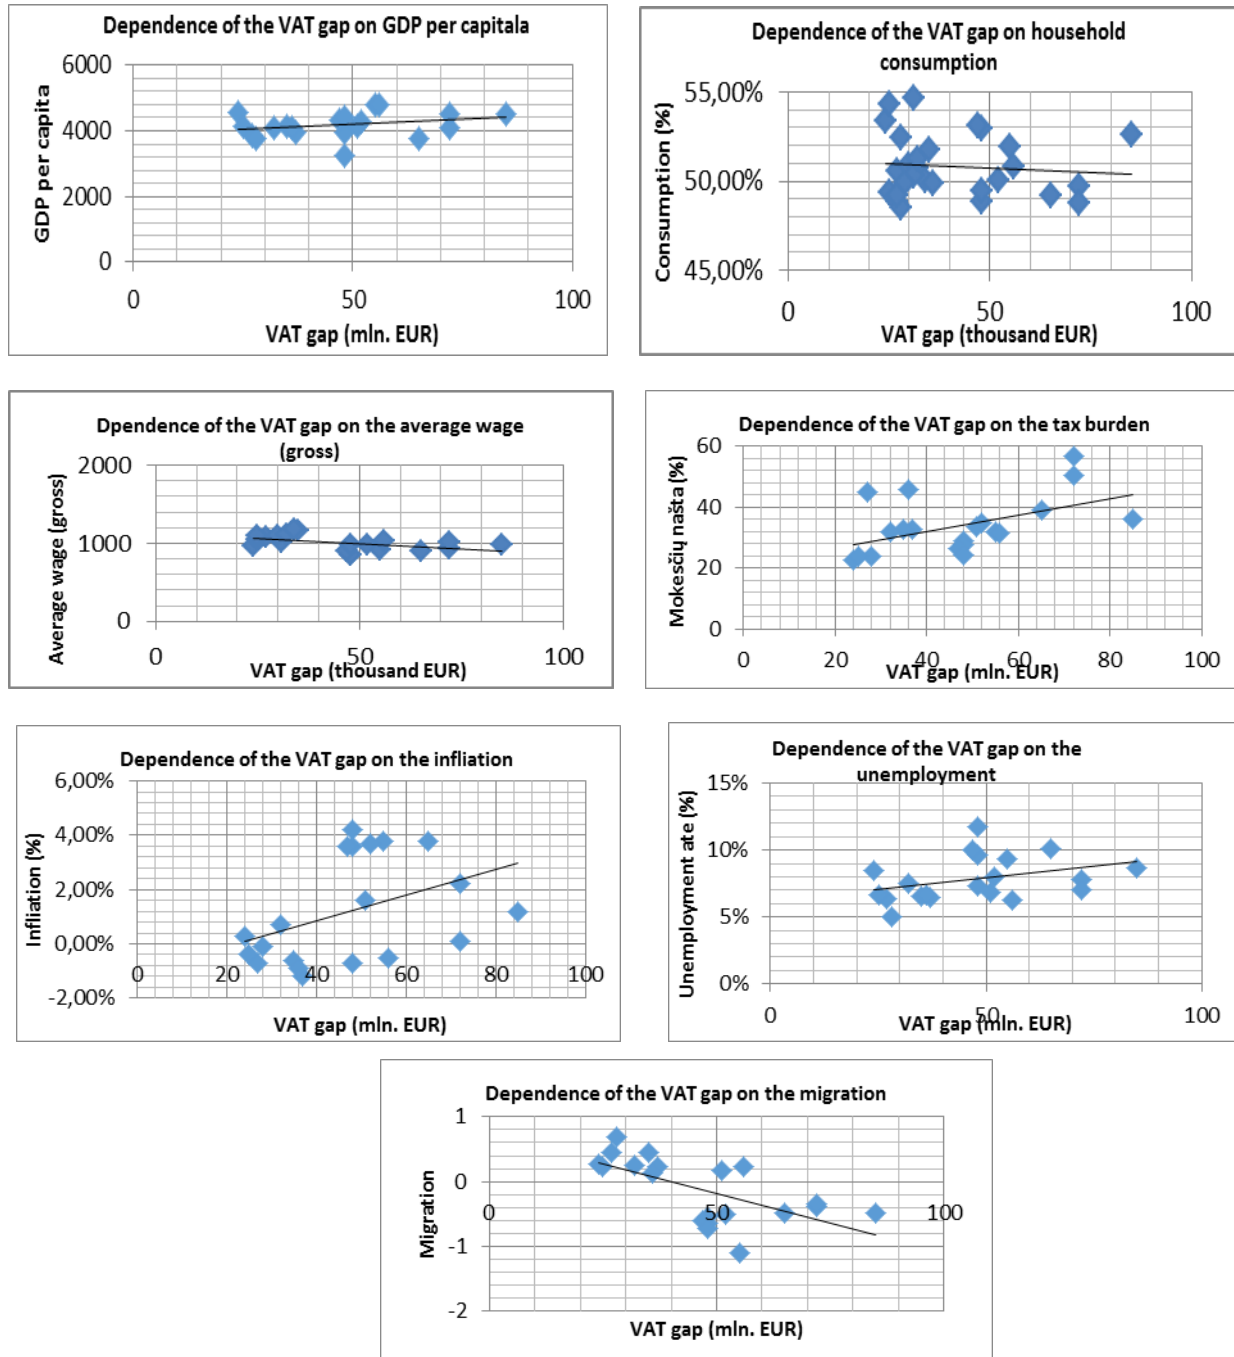 Dependence of the VAT gap on GDP per capitala
6000
4000
2000
0
GDP per capita
0 50 100
VAT gap (mln. EUR)
Dependence of the VAT gap on household
consumption
55,00%
50,00%
45,00%
Consumption (%)
0 50 100
VAT gap (thousand EUR)
Dpendence of the VAT gap on the average wage
(gross)
2000
1000
0
Average wage (gross)
0 50 100
VAT gap (thousand EUR)
Dependence of the VAT gap on the tax burden
60
40
20
0
Mokesčių našta (%)
0 20 40 60 80 100
VAT gap (mln. EUR)
Dependence of the VAT gap on the infliation
6,00%
4,00%
2,00%
0,00%
-2,00%
Infliation (%)
0 20 40 60 80 100
VAT gap (mln. EUR)
Dependence of the VAT gap on the
unemployment
15%
10%
5%
0%
Unemployment ate (%)
0 50 100
VAT gap (mln. EUR)
Dependence of the VAT gap on the migration
1
0
-1
-2
Migration
0 50 100
VAT gap (mln. EUR)